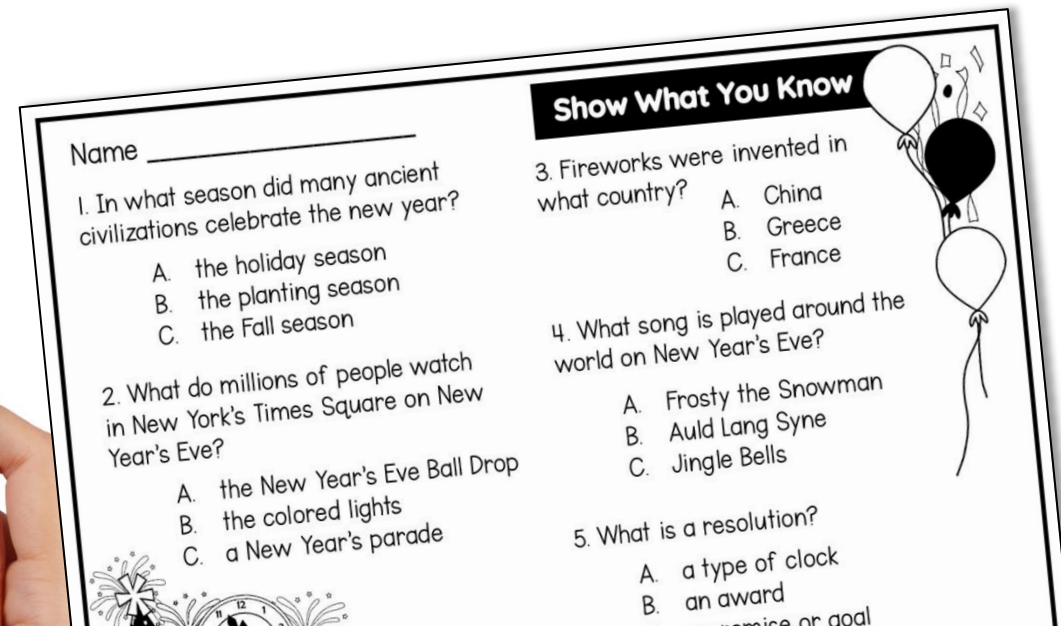 Name
Show What You Know
1. In what season did many ancient
civilizations celebrate the new year?
A. the holiday season
B. the planting season
C. the Fall season
2. What do millions of people watch
in New York's Times Square on New
Year's Eve?
A. the New Year's Eve Ball Drop
B. the colored lights
C. a New Year's parade
11 12 1
3. Fireworks were invented in
what country?
A. China
B. Greece
C. France
4. What song is played around the
world on New Year's Eve?
A. Frosty the Snowman
B. Auld Lang Syne
C. Jingle Bells
5. What is a resolution?
A. a type of clock
B. an award
or goal